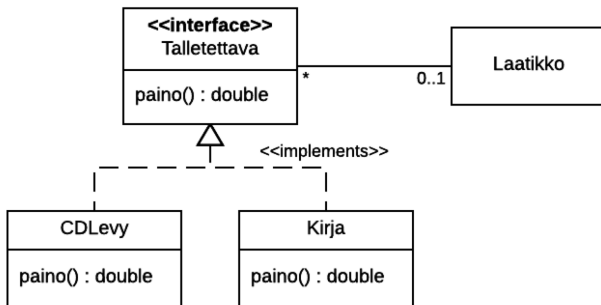 <<interface>>
Talletettava
paino() : double
*
0..1
Laatikko
<<implements>>
CDLevy
paino() : double
Kirja
paino() : double